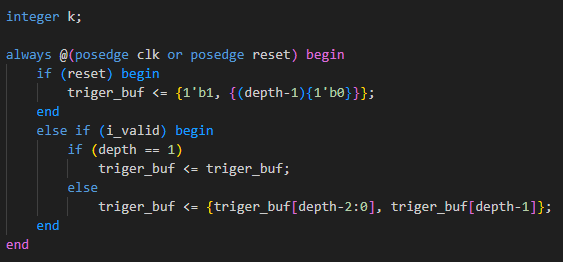 integer k;
always @(posedge clk or posedge reset) begin
if (reset) begin
triger_buf <= {1'b1, {(depth-1){1'b0}}};
end
else if (i_valid) begin
if (depth == 1)
triger_buf <= triger_buf;
else
triger_buf <= {triger_buf[depth-2:0], triger_buf[depth-1]};
end
end